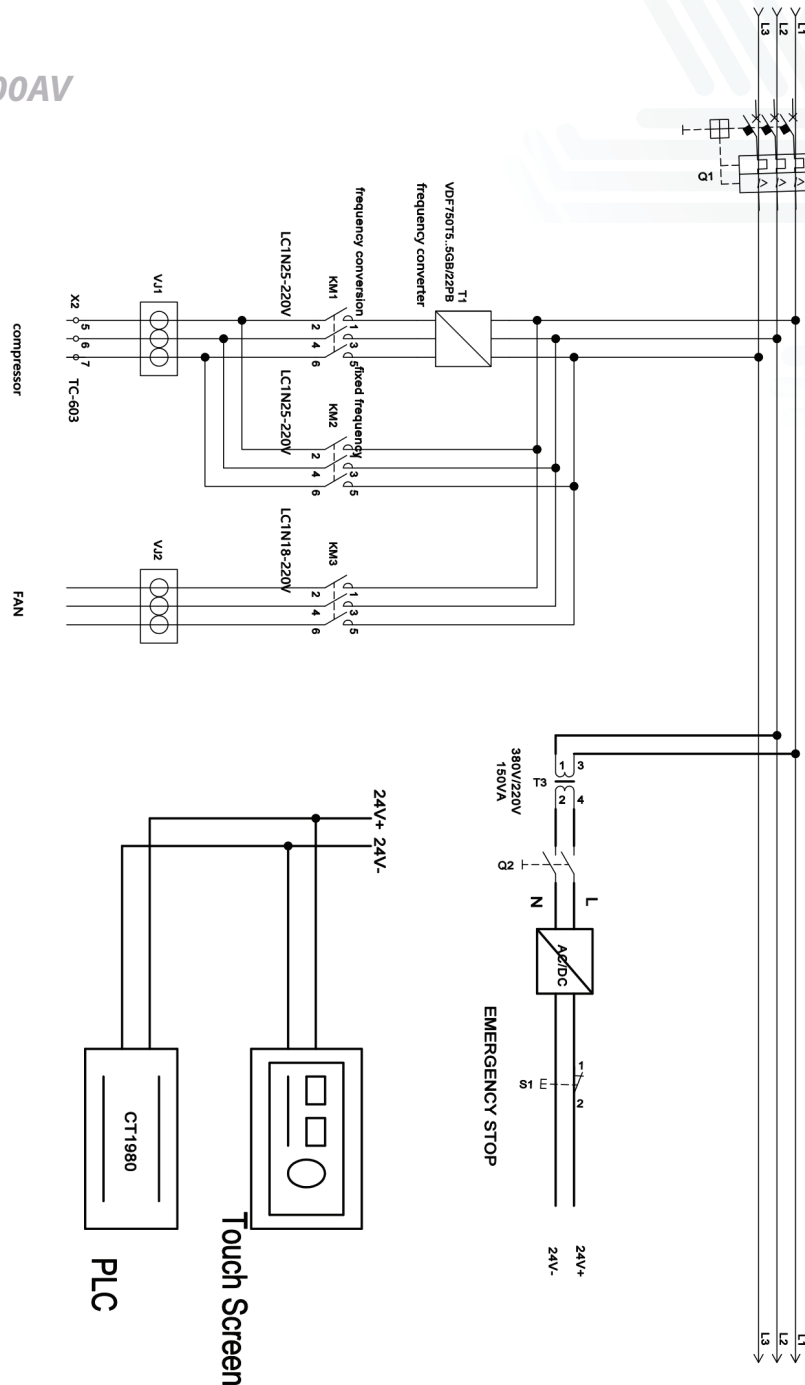 00AV
L3
L2
L1
Q1
VDF750T5..5GB/22PB
frequency converter
T1
frequency conversion
LC1N25-220V
KM1
1
3
5
2
4
6
VJ1
X2
5
6
7
TC-603
compressor
fixed frequency
LC1N25-220V
KM2
1
3
5
2
4
6
LC1N18-220V
KM3
1
3
5
2
4
6
VJ2
FAN
380V/220V
150VA
T3
1
3
2
4
Q2
N
L
AC/DC
EMERGENCY STOP
S1
1
2
24V-
24V+
24V+
24V-
CT1980
PLC
Touch Screen
L3
L2
L1